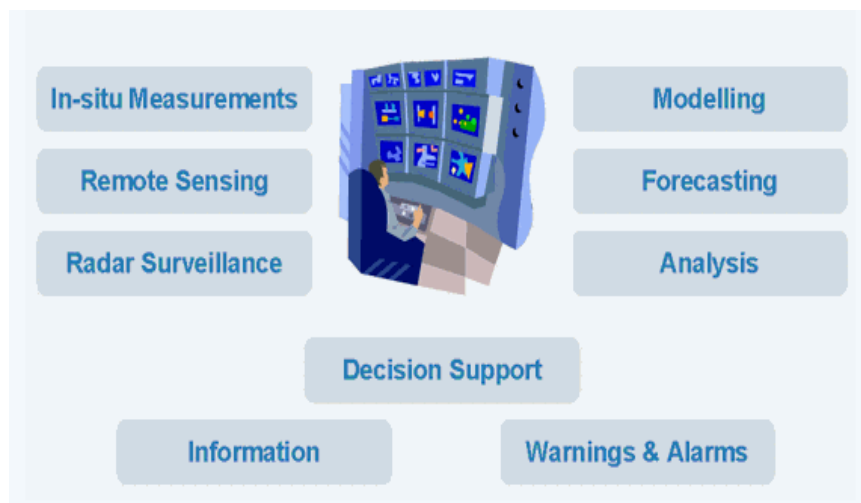 In-situ Measurements
Remote Sensing
Radar Surveillance
Modelling
Forecasting
Analysis
Decision Support
Information
Warnings & Alarms